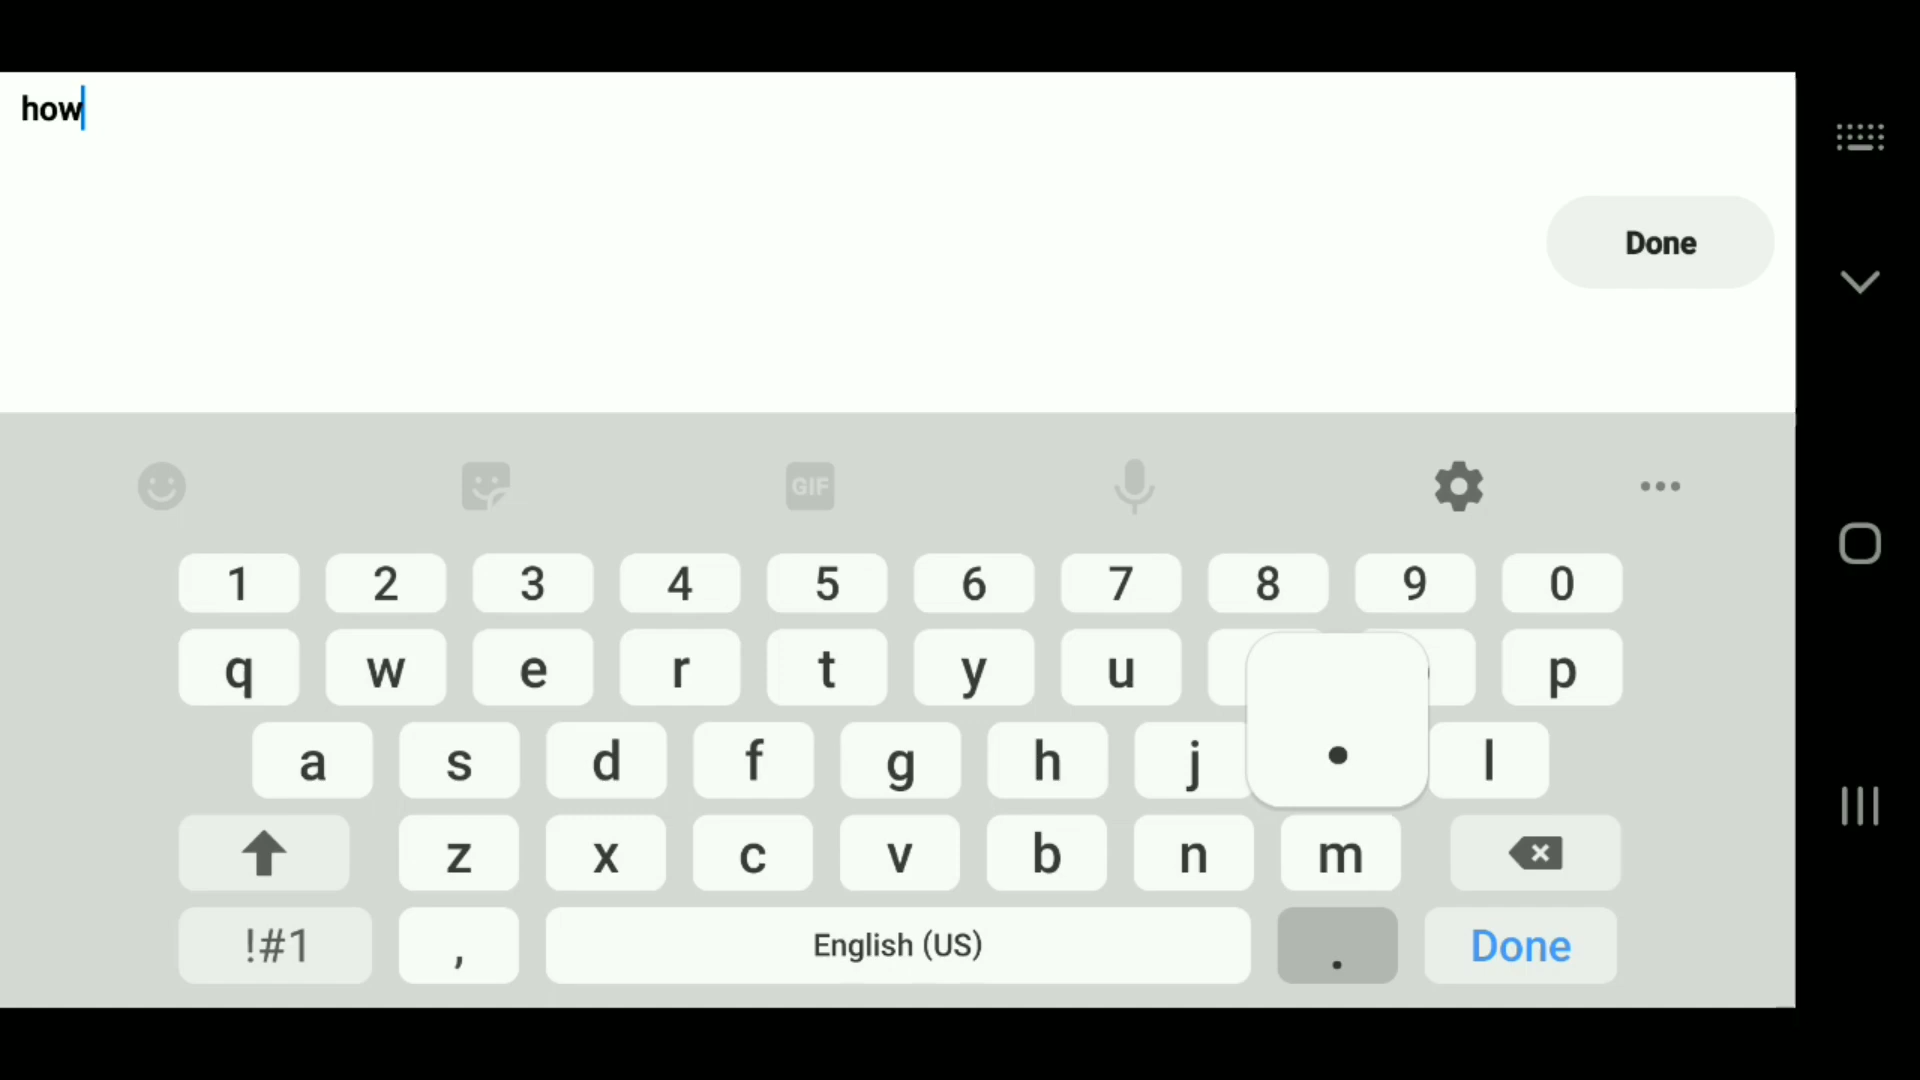 how
Done
GIF
1 2 3 4 5 6 7 8 9 0
q w e r t y u p
a s d f g h j . l
z x c v b n m
!#1 , English (US) . Done